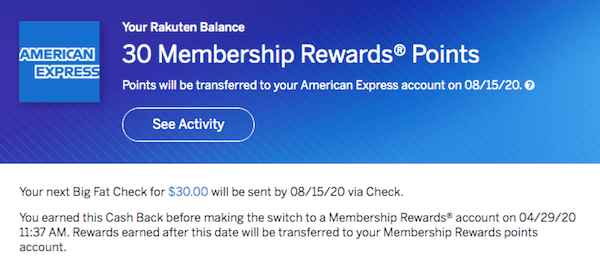 AMERICAN
EXPRESS
Your Rakuten Balance
30 Membership Rewards® Points
Points will be transferred to your American Express account on 08/15/20. ?
See Activity
Your next Big Fat Check for $30.00 will be sent by 08/15/20 via Check.
You earned this Cash Back before making the switch to a Membership Rewards® account on 04/29/20
11:37 AM. Rewards earned after this date will be transferred to your Membership Rewards points
account.